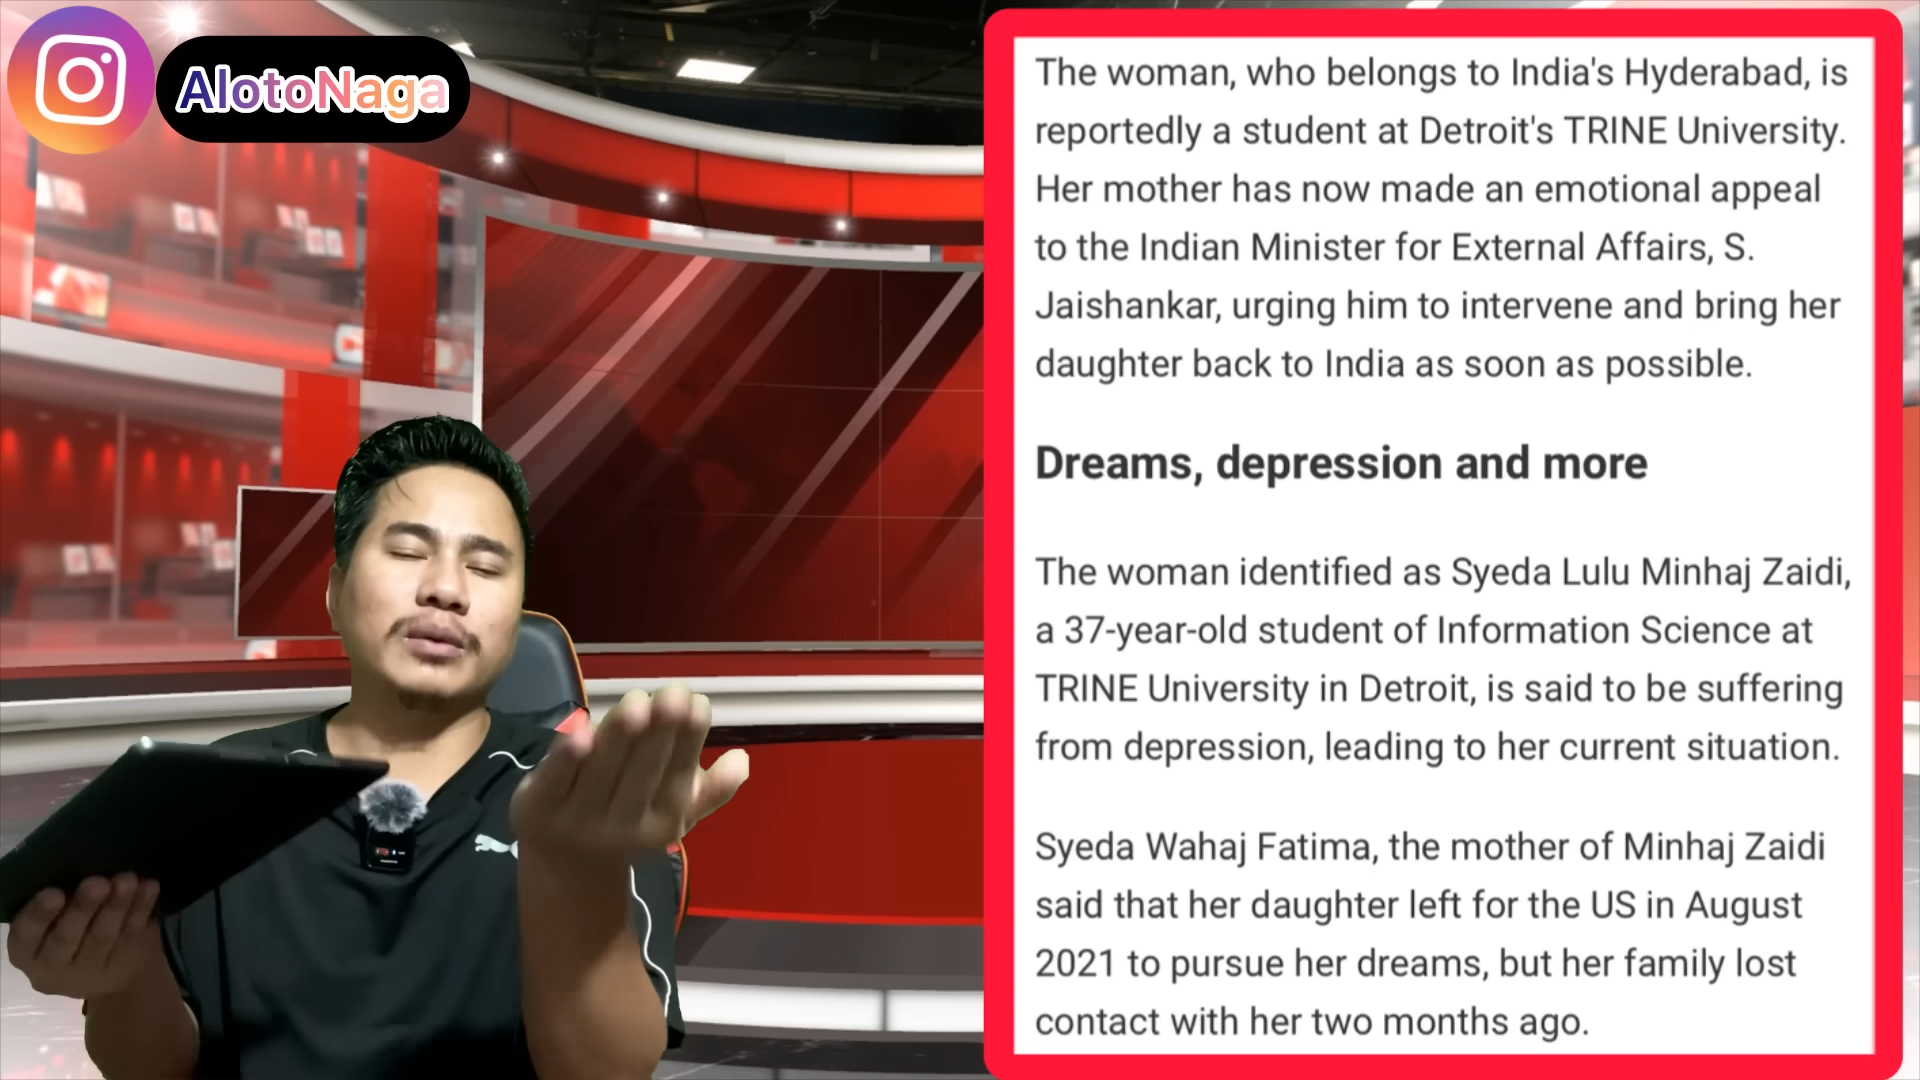 AlotoNaga
The woman, who belongs to India's Hyderabad, is
reportedly a student at Detroit's TRINE University.
Her mother has now made an emotional appeal
to the Indian Minister for External Affairs, S.
Jaishankar, urging him to intervene and bring her
daughter back to India as soon as possible.
Dreams, depression and more
The woman identified as Syeda Lulu Minhaj Zaidi,
a 37-year-old student of Information Science at
TRINE University in Detroit, is said to be suffering
from depression, leading to her current situation.
Syeda Wahaj Fatima, the mother of Minhaj Zaidi
said that her daughter left for the US in August
2021 to pursue her dreams, but her family lost
contact with her two months ago.